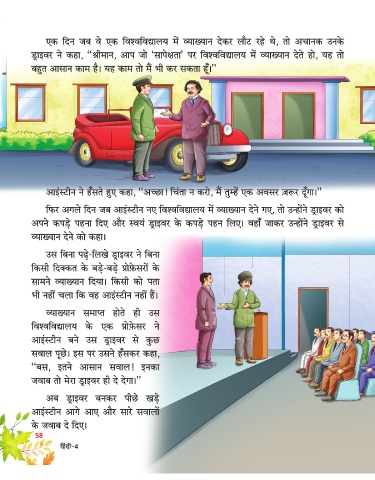 एक दिन जब वे एक विश्वविद्यालय में व्याख्यान देकर लौट रहे थे, तो अचानक उनके
ड्राइवर ने कहा, “श्रीमान, आप जो ‘सापेक्षता’ पर विश्वविद्यालय में व्याख्यान देते हो, यह तो
बहुत आसान काम है। यह काम तो मैं भी कर सकता हूँ।”
आइंस्टीन ने हँसते हुए कहा, “अच्छा! चिंता न करो, मैं तुम्हें एक अवसर ज़रूर दूँगा।”
फिर अगले दिन जब आइंस्टीन नए विश्वविद्यालय में व्याख्यान देने गए, तो उन्होंने ड्राइवर को
अपने कपड़े पहना दिए और स्वयं ड्राइवर के कपड़े पहन लिए। वहाँ जाकर उन्होंने ड्राइवर से
व्याख्यान देने को कहा।
उस बिना पढ़े-लिखे ड्राइवर ने बिना
किसी दिक्कत के बड़े-बड़े प्रोफ़ेसरों के
सामने व्याख्यान दिया। किसी को पता
भी नहीं चला कि वह आइंस्टीन नहीं हैं।
व्याख्यान समाप्त होते ही उस
विश्वविद्यालय के एक प्रोफ़ेसर ने
आइंस्टीन बने उस ड्राइवर से कुछ
सवाल पूछे। इस पर उसने हँसकर कहा,
“बस, इतने आसान सवाल! इनका
जवाब तो मेरा ड्राइवर ही दे देगा।”
अब ड्राइवर बनकर पीछे खड़े
आइंस्टीन आगे आए और सारे सवालों
के जवाब दे दिए।
58
हिंदी-4